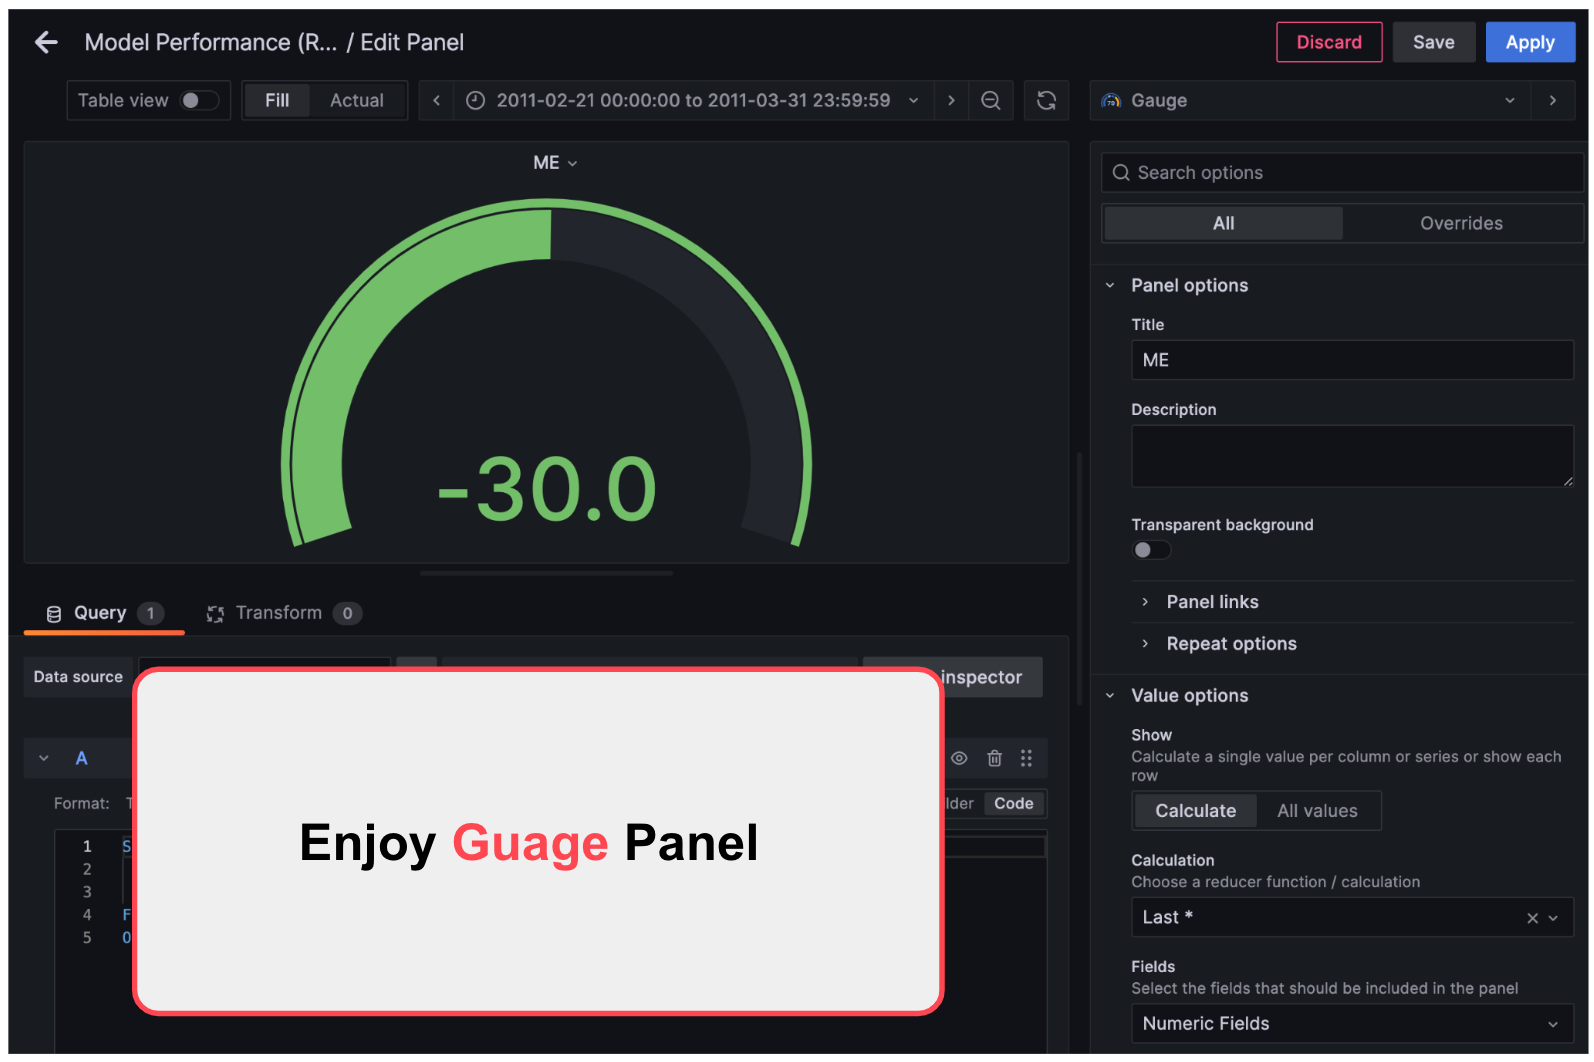 Model Performance (R... / Edit Panel
Discard
Save
Apply
Table view
Fill
Actual
2011-02-21 00:00:00 to 2011-03-31 23:59:59
Gauge
ME
Search options
All
Overrides
-30.0
Panel options
Title
ME
Description
Transparent background
Panel links
Repeat options
Query 1
Transform 0
Data source
inspector
A
Format:
Code
1
2
3
4
5
Enjoy Guage Panel
Value options
Show
Calculate a single value per column or series or show each
row
Calculate
All values
Calculation
Choose a reducer function / calculation
Last *
Fields
Select the fields that should be included in the panel
Numeric Fields